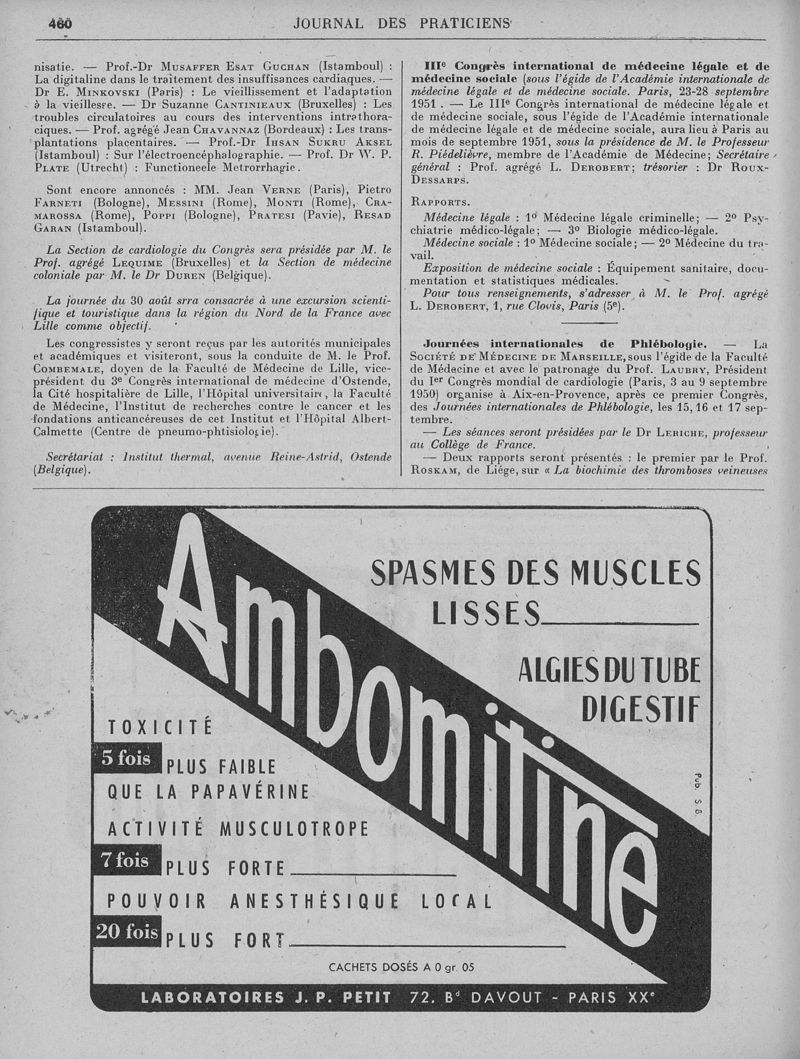 460
JOURNAL DES PRATICIENS
nisatie. — Prof.-Dr MUSAFFER ESAT GUCHAN (Istamboul) :
La digitaline dans le traitement des insuffisances cardiaques. —
Dr E. MINKOVSKI (Paris) : Le vieillissement et l'adaptation
à la vieillesre. — Dr Suzanne CANTINIEAUX (Bruxelles) : Les
troubles circulatoires au cours des interventions intrathora-
ciques. — Prof. agrégé Jean CHAVANNAZ (Bordeaux) : Les trans-
plantations placentaires. — Prof.-Dr IHSAN SUKRU AKSEL
(Istamboul) : Sur l'électroencéphalographie. — Prof. Dr W. P.
PLATE (Utrecht) : Functioneele Metrorrhagie.
Sont encore annoncés : MM. Jean VERNE (Paris), Pietro
FARNETI (Bologne), MESSINI (Rome), MONTI (Rome), CRA-
MAROSSA (Rome), POPPI (Bologne), PRATESI (Pavie), RESAD
GARAN (Istamboul).
La Section de cardiologie du Congrès sera présidée par M. le
Prof. agrégé LEQUIME (Bruxelles) et la Section de médecine
coloniale par M. le Dr DUREN (Belgique).
La journée du 30 août srra consacrée à une excursion scienti-
fique et touristique dans la région du Nord de la France avec
Lille comme objectif.
Les congressistes y seront reçus par les autorités municipales
et académiques et visiteront, sous la conduite de M. le Prof.
COMBEMALE, doyen de la Faculté de Médecine de Lille, vice-
président du 3e Congrès international de médecine d'Ostende,
la Cité hospitalière de Lille, l'Hôpital universitaire, la Faculté
de Médecine, l'Institut de recherches contre le cancer et les
fondations anticancéreuses de cet Institut et l'Hôpital Albert-
Calmette (Centre de pneumo-phtisiologie).
Secrétariat : Institut thermal, avenue Reine-Astrid, Ostende
(Belgique).
IIIe Congrès international de médecine légale et de
médecine sociale (sous l'égide de l'Académie internationale de
médecine légale et de médecine sociale. Paris, 23-28 septembre
1951 . — Le IIIe Congrès international de médecine légale et
de médecine sociale, sous l'égide de l'Académie internationale
de médecine légale et de médecine sociale, aura lieu à Paris au
mois de septembre 1951, sous la présidence de M. le Professeur
R. Piédelièvre, membre de l'Académie de Médecine; Secrétaire
général : Prof. agrégé L. DEROBERT; trésorier : Dr ROUX-
DESSARPS.
RAPPORTS.
Médecine légale : 1º Médecine légale criminelle; — 2º Psy-
chiatrie médico-légale; — 3º Biologie médico-légale.
Médecine sociale : 1º Médecine sociale; — 2º Médecine du tra-
vail.
Exposition de médecine sociale : Équipement sanitaire, docu-
mentation et statistiques médicales.
Pour tous renseignements, s'adresser à M. le Prof. agrégé
L. DEROBERT, 1, rue Clovis, Paris (5e).
Journées internationales de Phlébologie. — La
SOCIÉTÉ DE MÉDECINE DE MARSEILLE, sous l'égide de la Faculté
de Médecine et avec le patronage du Prof. LAUBRY, Président
du Ier Congrès mondial de cardiologie (Paris, 3 au 9 septembre
1950) organise à Aix-en-Provence, après ce premier Congrès,
des Journées internationales de Phlébologie, les 15, 16 et 17 sep-
tembre.
— Les séances seront présidées par le Dr LERICHE, professeur
au Collège de France.
— Deux rapports seront présentés : le premier par le Prof.
ROSKAM, de Liége, sur « La biochimie des thromboses veineuses
Ambomitine
SPASMES DES MUSCLES
LISSES
ALGIES DU TUBE
DIGESTIF
TOXICITÉ
5 fois PLUS FAIBLE
QUE LA PAPAVÉRINE
ACTIVITÉ MUSCULOTROPE
7 fois PLUS FORTE
POUVOIR ANESTHÉSIQUE LOCAL
20 fois PLUS FORT
Pub. S. B.
CACHETS DOSÉS A 0 gr. 05
LABORATOIRES J. P. PETIT 72. Bd DAVOUT - PARIS XXe